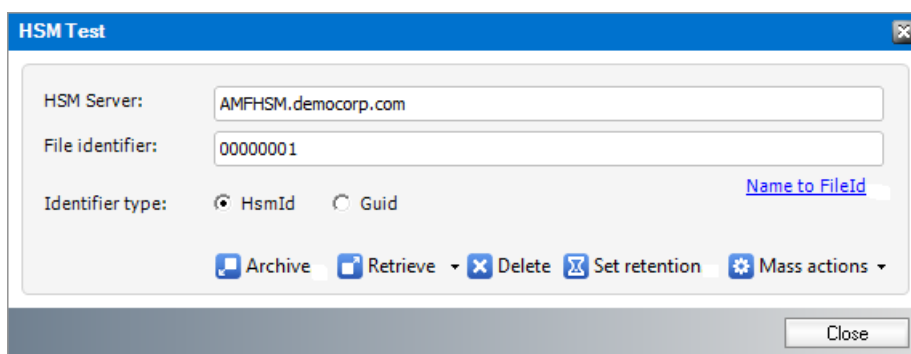 HSM Test
HSM Server: AMFHSM.democorp.com
File identifier: 00000001
Name to FileId
Identifier type: HsmId Guid
Archive Retrieve Delete Set retention Mass actions
Close